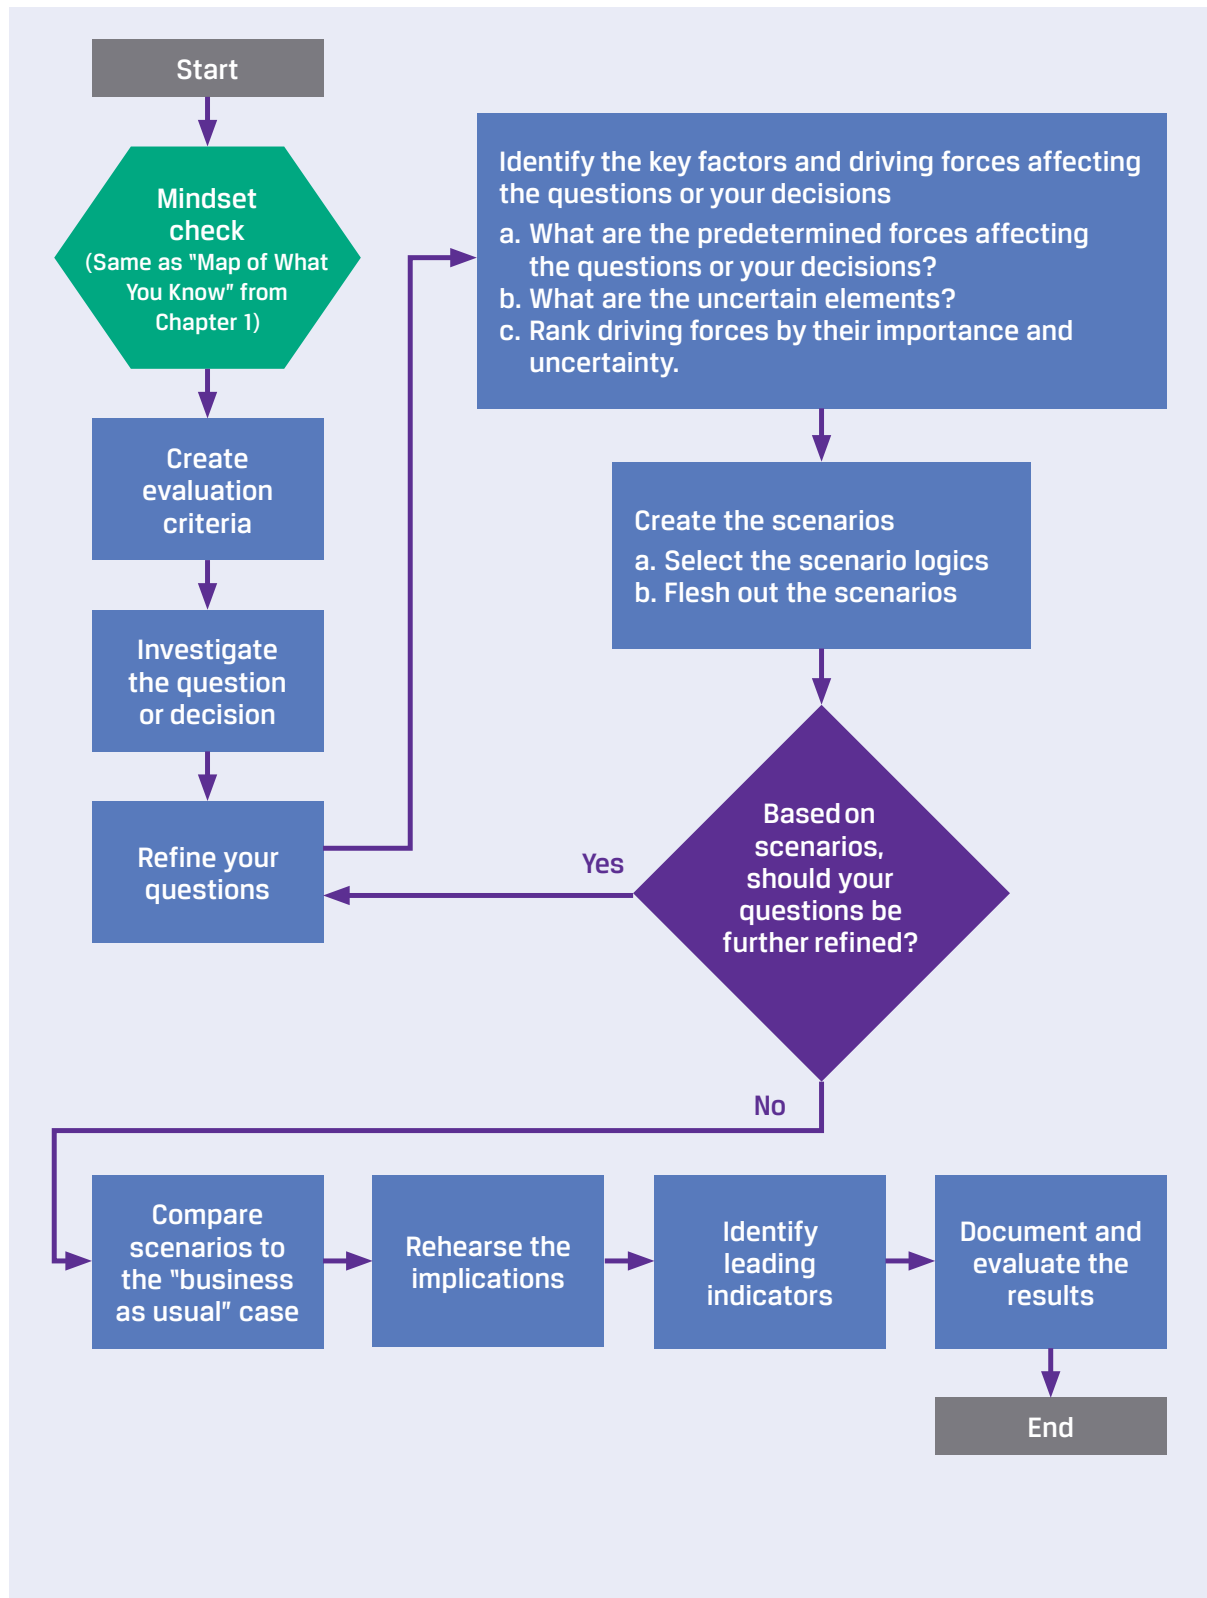 Start
Mindset
check
(Same as "Map of What
You Know" from
Chapter 1)
Create
evaluation
criteria
Investigate
the question
or decision
Refine your
questions
Identify the key factors and driving forces affecting
the questions or your decisions
a. What are the predetermined forces affecting
the questions or your decisions?
b. What are the uncertain elements?
c. Rank driving forces by their importance and
uncertainty.
Create the scenarios
a. Select the scenario logics
b. Flesh out the scenarios
Based on
scenarios,
should your
questions be
further refined?
Yes
No
Compare
scenarios to
the "business
as usual" case
Rehearse the
implications
Identify
leading
indicators
Document and
evaluate the
results
End